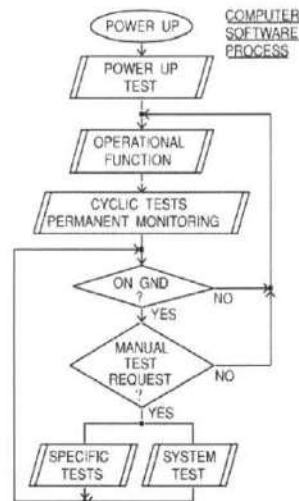 COMPUTER
SOFTWARE
PROCESS
POWER UP
POWER UP
TEST
OPERATIONAL
FUNCTION
CYCLIC TESTS
PERMANENT MONITORING
ON GND
?
NO
YES
MANUAL
TEST
REQUEST
?
NO
YES
SPECIFIC
TESTS
SYSTEM
TEST